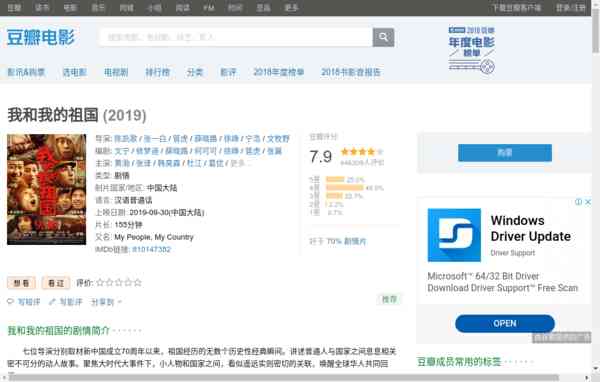 豆瓣 读书 电影 音乐 同城 小组 阅读 FM 时间 豆品 更多 下载豆瓣客户端 登录/注册
豆瓣电影
搜索电影、电视剧、综艺、影人
2018豆瓣
年度电影
榜单
影讯&购票 选电影 电视剧 排行榜 分类 影评 2018年度榜单 2018书影音报告
我和我的祖国 (2019)
导演: 陈凯歌 / 张一白 / 管虎 / 薛晓路 / 徐峥 / 宁浩 / 文牧野
编剧: 文宁 / 修梦迪 / 薛晓路 / 何可可 / 徐峥 / 管虎 / 张冀
主演: 黄渤 / 张译 / 韩昊霖 / 杜江 / 葛优 / 更多...
类型: 剧情
制片国家/地区: 中国大陆
语言: 汉语普通话
上映日期: 2019-09-30(中国大陆)
片长: 155分钟
又名: My People, My Country
IMDb链接: tt10147382
豆瓣评分
7.9
人评价
5星 25.0%
4星
3星
2星
1星 0.7%
好于 70% 剧情片
购票
Windows
Driver Update
Driver Support
Microsoft™ 64/32 Bit Driver
Download Driver Support™ Free Scan
OPEN
想看 看过 评价:
写短评 写影评 分享到
推荐
我和我的祖国的剧情简介 · · · · · ·
七位导演分别取材新中国成立70周年以来，祖国经历的无数个历史性经典瞬间。讲述普通人与国家之间息息相关
密不可分的动人故事。聚焦大时代大事件下，小人物和国家之间，看似遥远实则密切的关联，唤醒全球华人共同回
豆瓣成员常用的标签 · · · · · ·